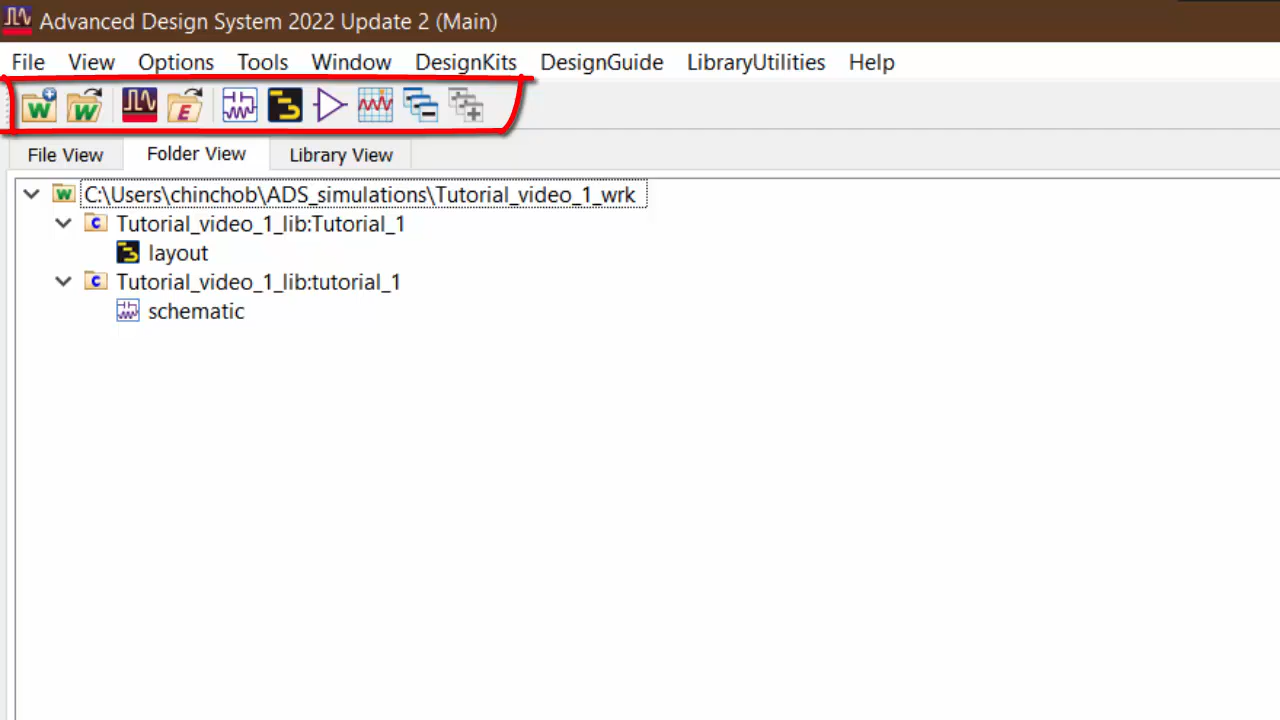 Advanced Design System 2022 Update 2 (Main)
File View Options Tools Window DesignKits DesignGuide LibraryUtilities Help
W W E
File View Folder View Library View
W C:\Users\chinchob\ADS_simulations\Tutorial_video_1_wrk
C Tutorial_video_1_lib:Tutorial_1
layout
C Tutorial_video_1_lib:tutorial_1
schematic